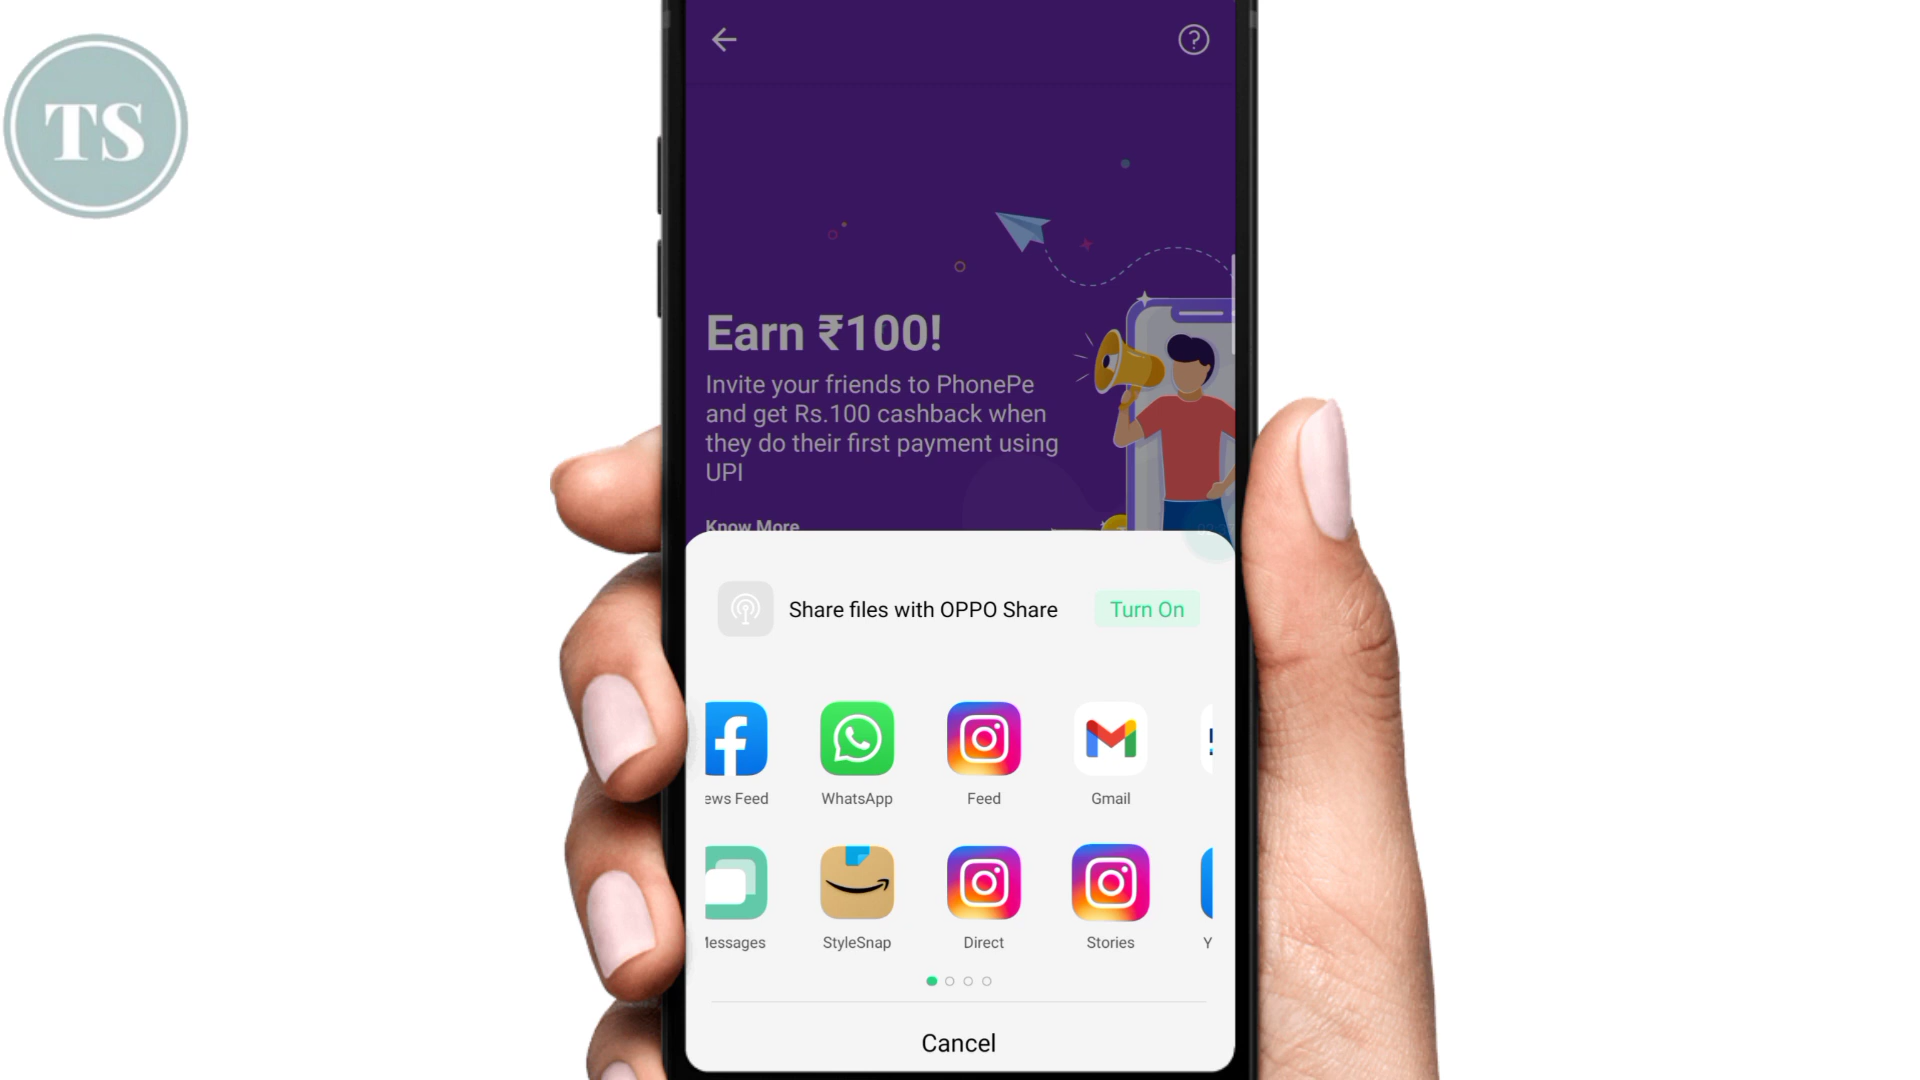 TS
Earn ₹100!
Invite your friends to PhonePe
and get Rs.100 cashback when
they do their first payment using
UPI
Know More
Share files with OPPO Share
Turn On
ews Feed
WhatsApp
Feed
Gmail
essages
StyleSnap
Direct
Stories
Y
Cancel